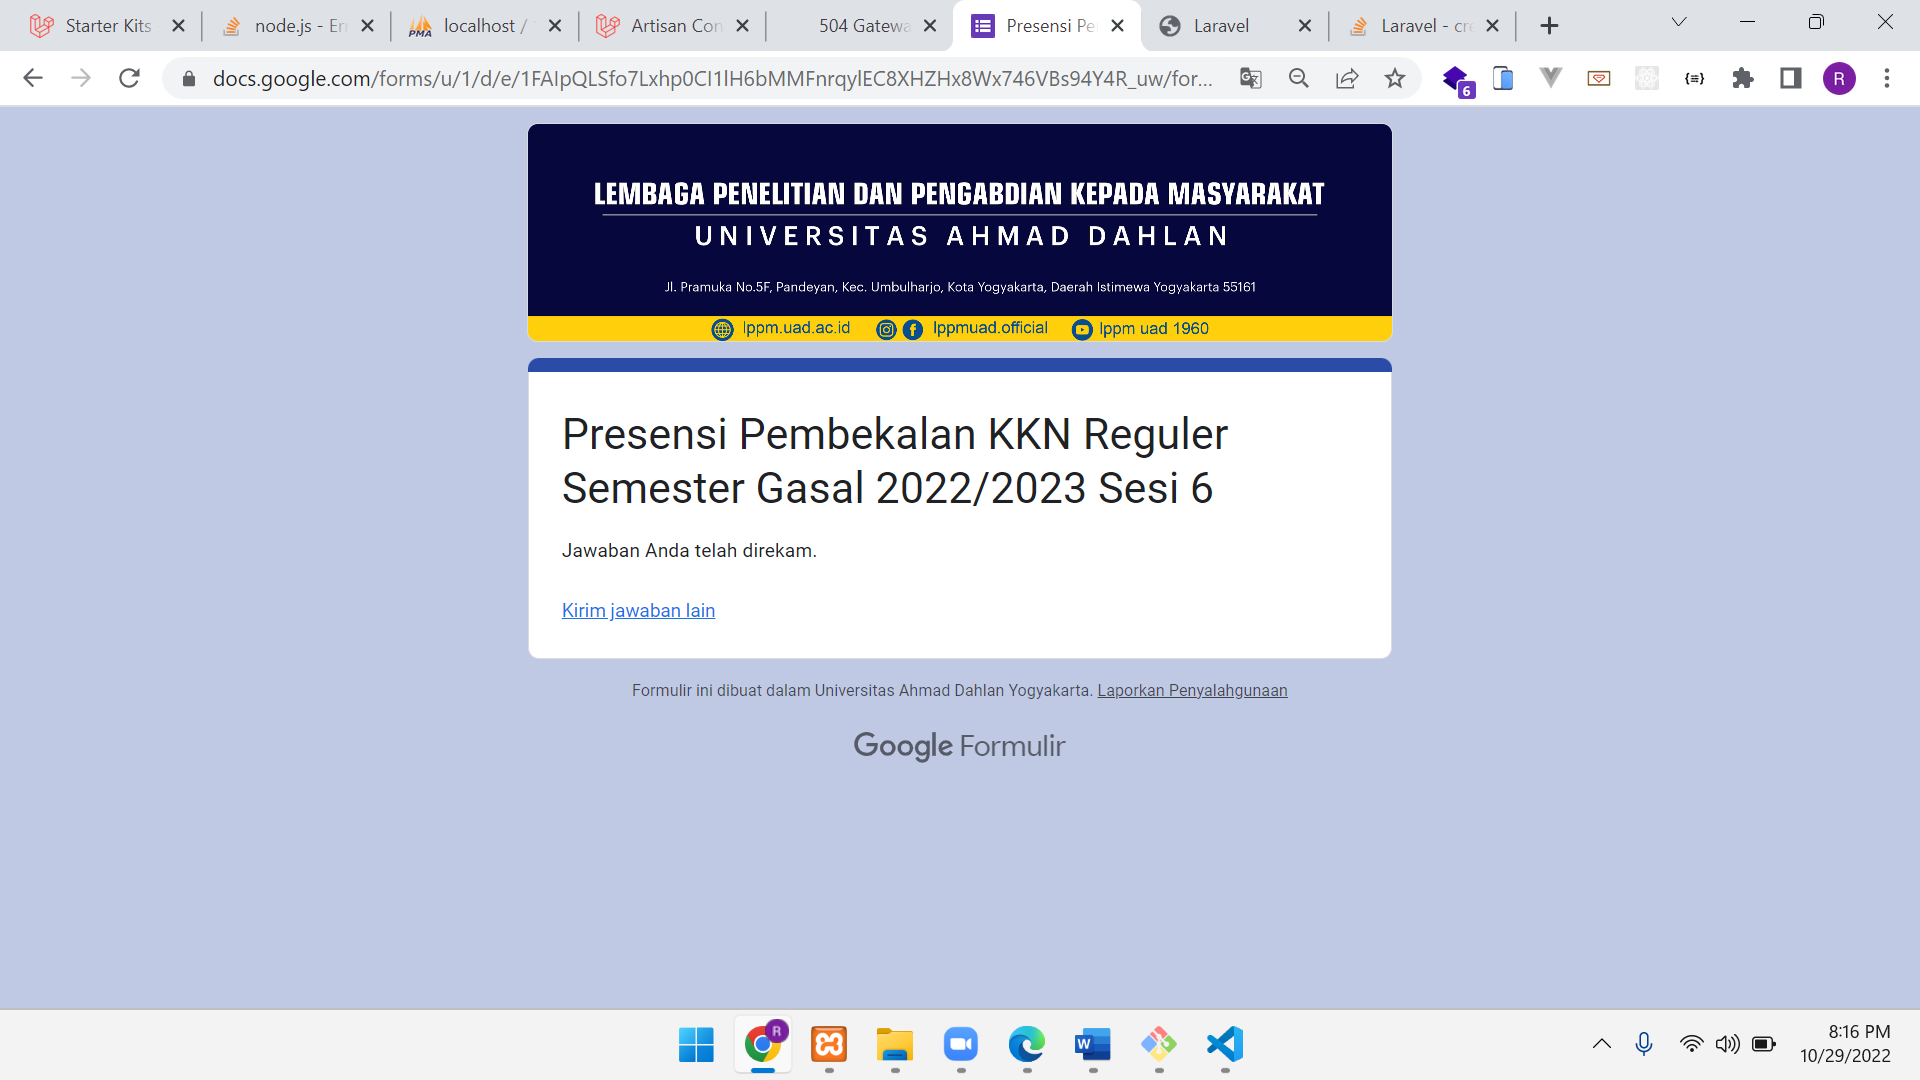 Starter Kits
node.js - Er
localhost /
Artisan Con
504 Gatewa
Presensi Pe
Laravel
Laravel - cre
docs.google.com/forms/u/1/d/e/1FAIpQLSfo7Lxhp0CI1lH6bMMFnrqylEC8XHZHx8Wx746VBs94Y4R_uw/for...
6
R
LEMBAGA PENELITIAN DAN PENGABDIAN KEPADA MASYARAKAT
UNIVERSITAS AHMAD DAHLAN
Jl. Pramuka No.5F, Pandeyan, Kec. Umbulharjo, Kota Yogyakarta, Daerah Istimewa Yogyakarta 55161
lppm.uad.ac.id lppmuad.official lppm uad 1960
Presensi Pembekalan KKN Reguler
Semester Gasal 2022/2023 Sesi 6
Jawaban Anda telah direkam.
Kirim jawaban lain
Formulir ini dibuat dalam Universitas Ahmad Dahlan Yogyakarta. Laporkan Penyalahgunaan
Google Formulir
R
W
8:16 PM
10/29/2022